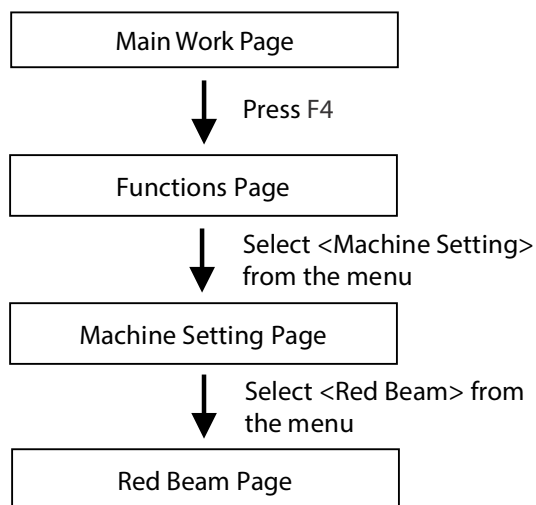 Main Work Page
Press F4
Functions Page
Select <Machine Setting>
from the menu
Machine Setting Page
Select <Red Beam> from
the menu
Red Beam Page